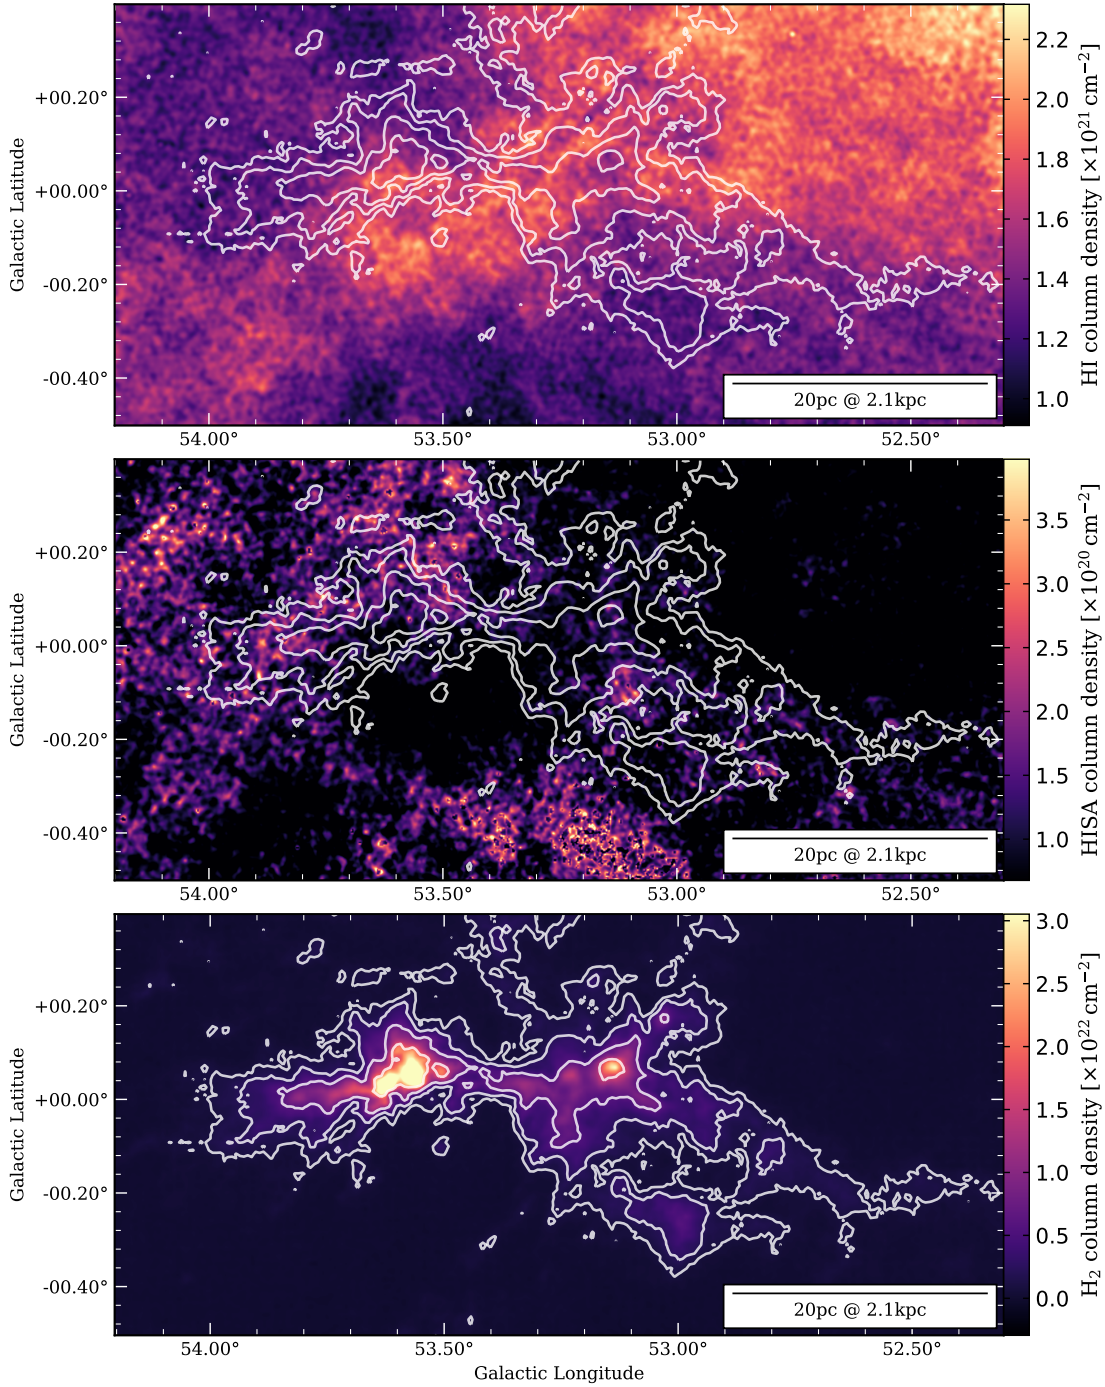 +00.20°
+00.00°
-00.20°
-00.40°
Galactic Latitude
54.00° 53.50° 53.00° 52.50°
20pc @ 2.1kpc
2.2
2.0
1.8
1.6
1.4
1.2
1.0
HI column density [×10²¹ cm⁻²]
+00.20°
+00.00°
-00.20°
-00.40°
Galactic Latitude
54.00° 53.50° 53.00° 52.50°
20pc @ 2.1kpc
3.5
3.0
2.5
2.0
1.5
1.0
HISA column density [×10²⁰ cm⁻²]
+00.20°
+00.00°
-00.20°
-00.40°
Galactic Latitude
54.00° 53.50° 53.00° 52.50°
Galactic Longitude
20pc @ 2.1kpc
3.0
2.5
2.0
1.5
1.0
0.5
0.0
H₂ column density [×10²² cm⁻²]